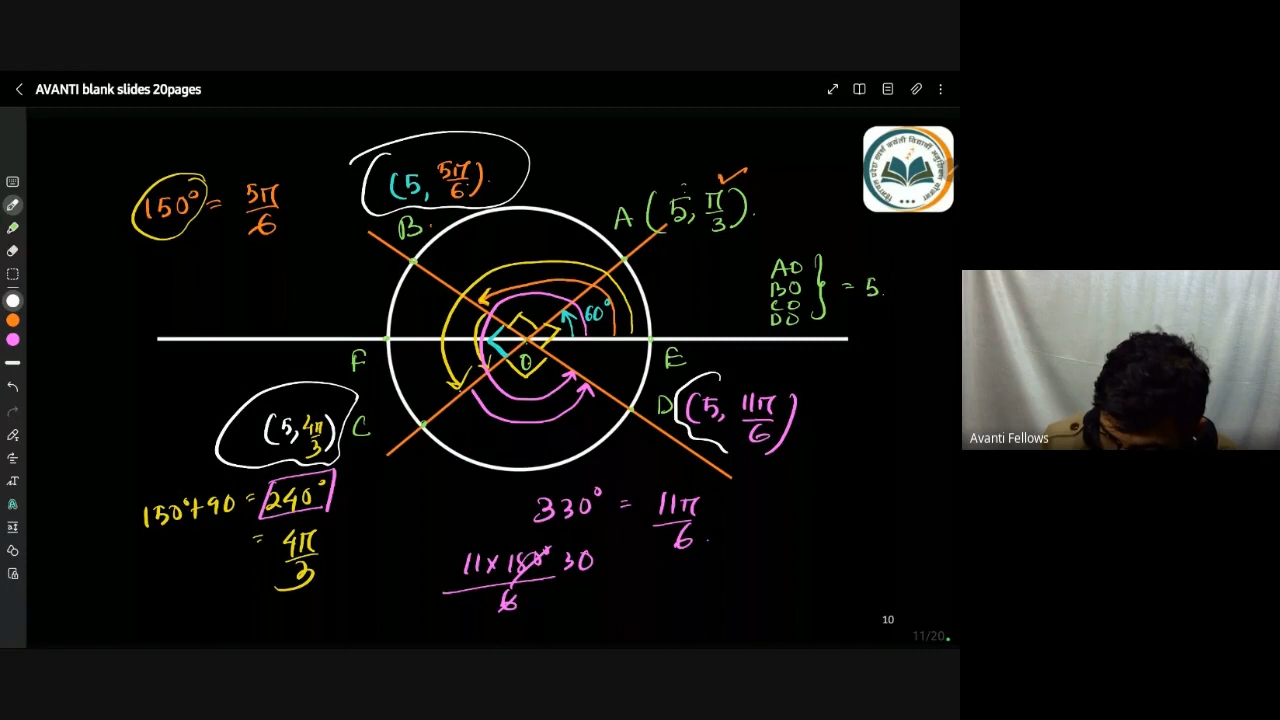 AVANTI blank slides 20pages
150° = 5π/6
(5, 5π/6).
B.
A (5, π/3).
AO
BO
CO
DO
} = 5.
60°
O
F
E
(5, 4π/3) C
D (5, 11π/6)
150°+90 = 240°
= 4π/3
330° = 11π/6.
11×180° 30
6
Avanti Fellows
10
11/20